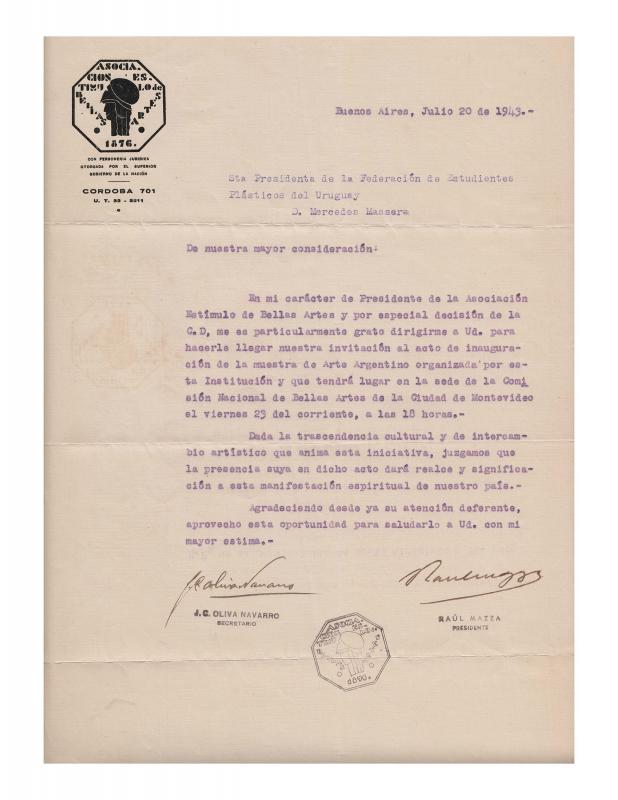 ASOCIA-
CION ES-
TIMULO de
BELLAS ARTES
1876.
CON PERSONERIA JURIDICA
OTORGADA POR EL SUPERIOR
GOBIERNO DE LA NACIÓN
CORDOBA 701
U. T. 32 - 2211
Buenos Aires, Julio 20 de 1943.-
Sta Presidenta de la Federación de Estudientes
Plásticos del Uruguay
D. Mercedes Massera
De nuestra mayor consideración:
En mi carácter de Presidente de la Asociación
Estímulo de Bellas Artes y por especial decisión de la
C.D, me es particularmente grato dirigirme a Ud. para
hacerle llegar nuestra invitación al acto de inaugura-
ción de la muestra de Arte Argentino organizada por es-
ta Institución y que tendrá lugar en la sede de la Comi
sión Nacional de Bellas Artes de la Ciudad de Montevideo
el viernes 23 del corriente, a las 18 horas.-
Dada la trascendencia cultural y de intercam-
bio artístico que anima esta iniciativa, juzgamos que
la presencia suya en dicho acto dará realce y significa-
ción a esta manifestación espiritual de nuestro país.-
Agradeciendo desde ya su atención deferente,
aprovecho esta oportunidad para saludarlo a Ud. con mi
mayor estima.-
J.C. Oliva Navarro
J. C. OLIVA NAVARRO
SECRETARIO
RAÚL MAZZA
PRESIDENTE